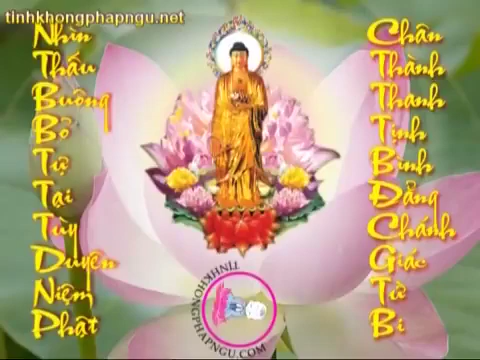 tinhkhongphapngu.net
Nhìn
Thấu
Buông
Bỏ
Tự
Tại
Tùy
Duyên
Niệm
Phật
Chân
Thành
Thanh
Tịnh
Bình
Đẳng
Chánh
Giác
Từ
Bi
TINHKHONGPHAPNGU.COM